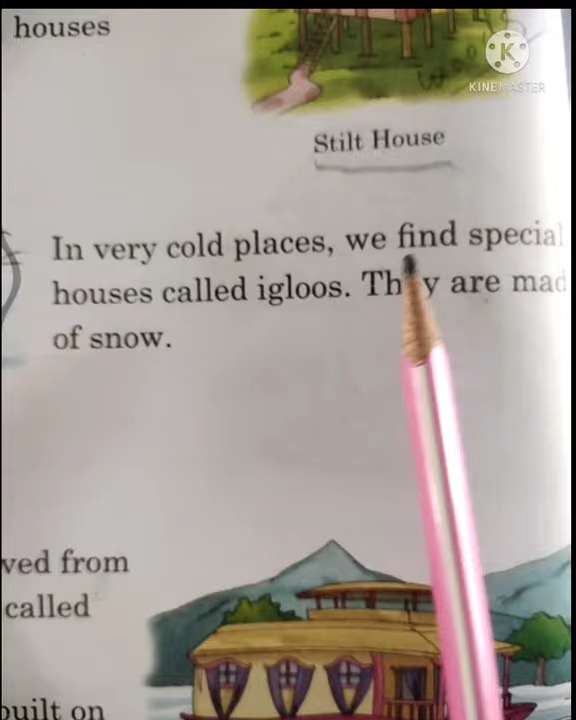 houses
K
KINEMASTER
Stilt House
In very cold places, we find special
houses called igloos. They are mad
of snow.
ved from
called
built on